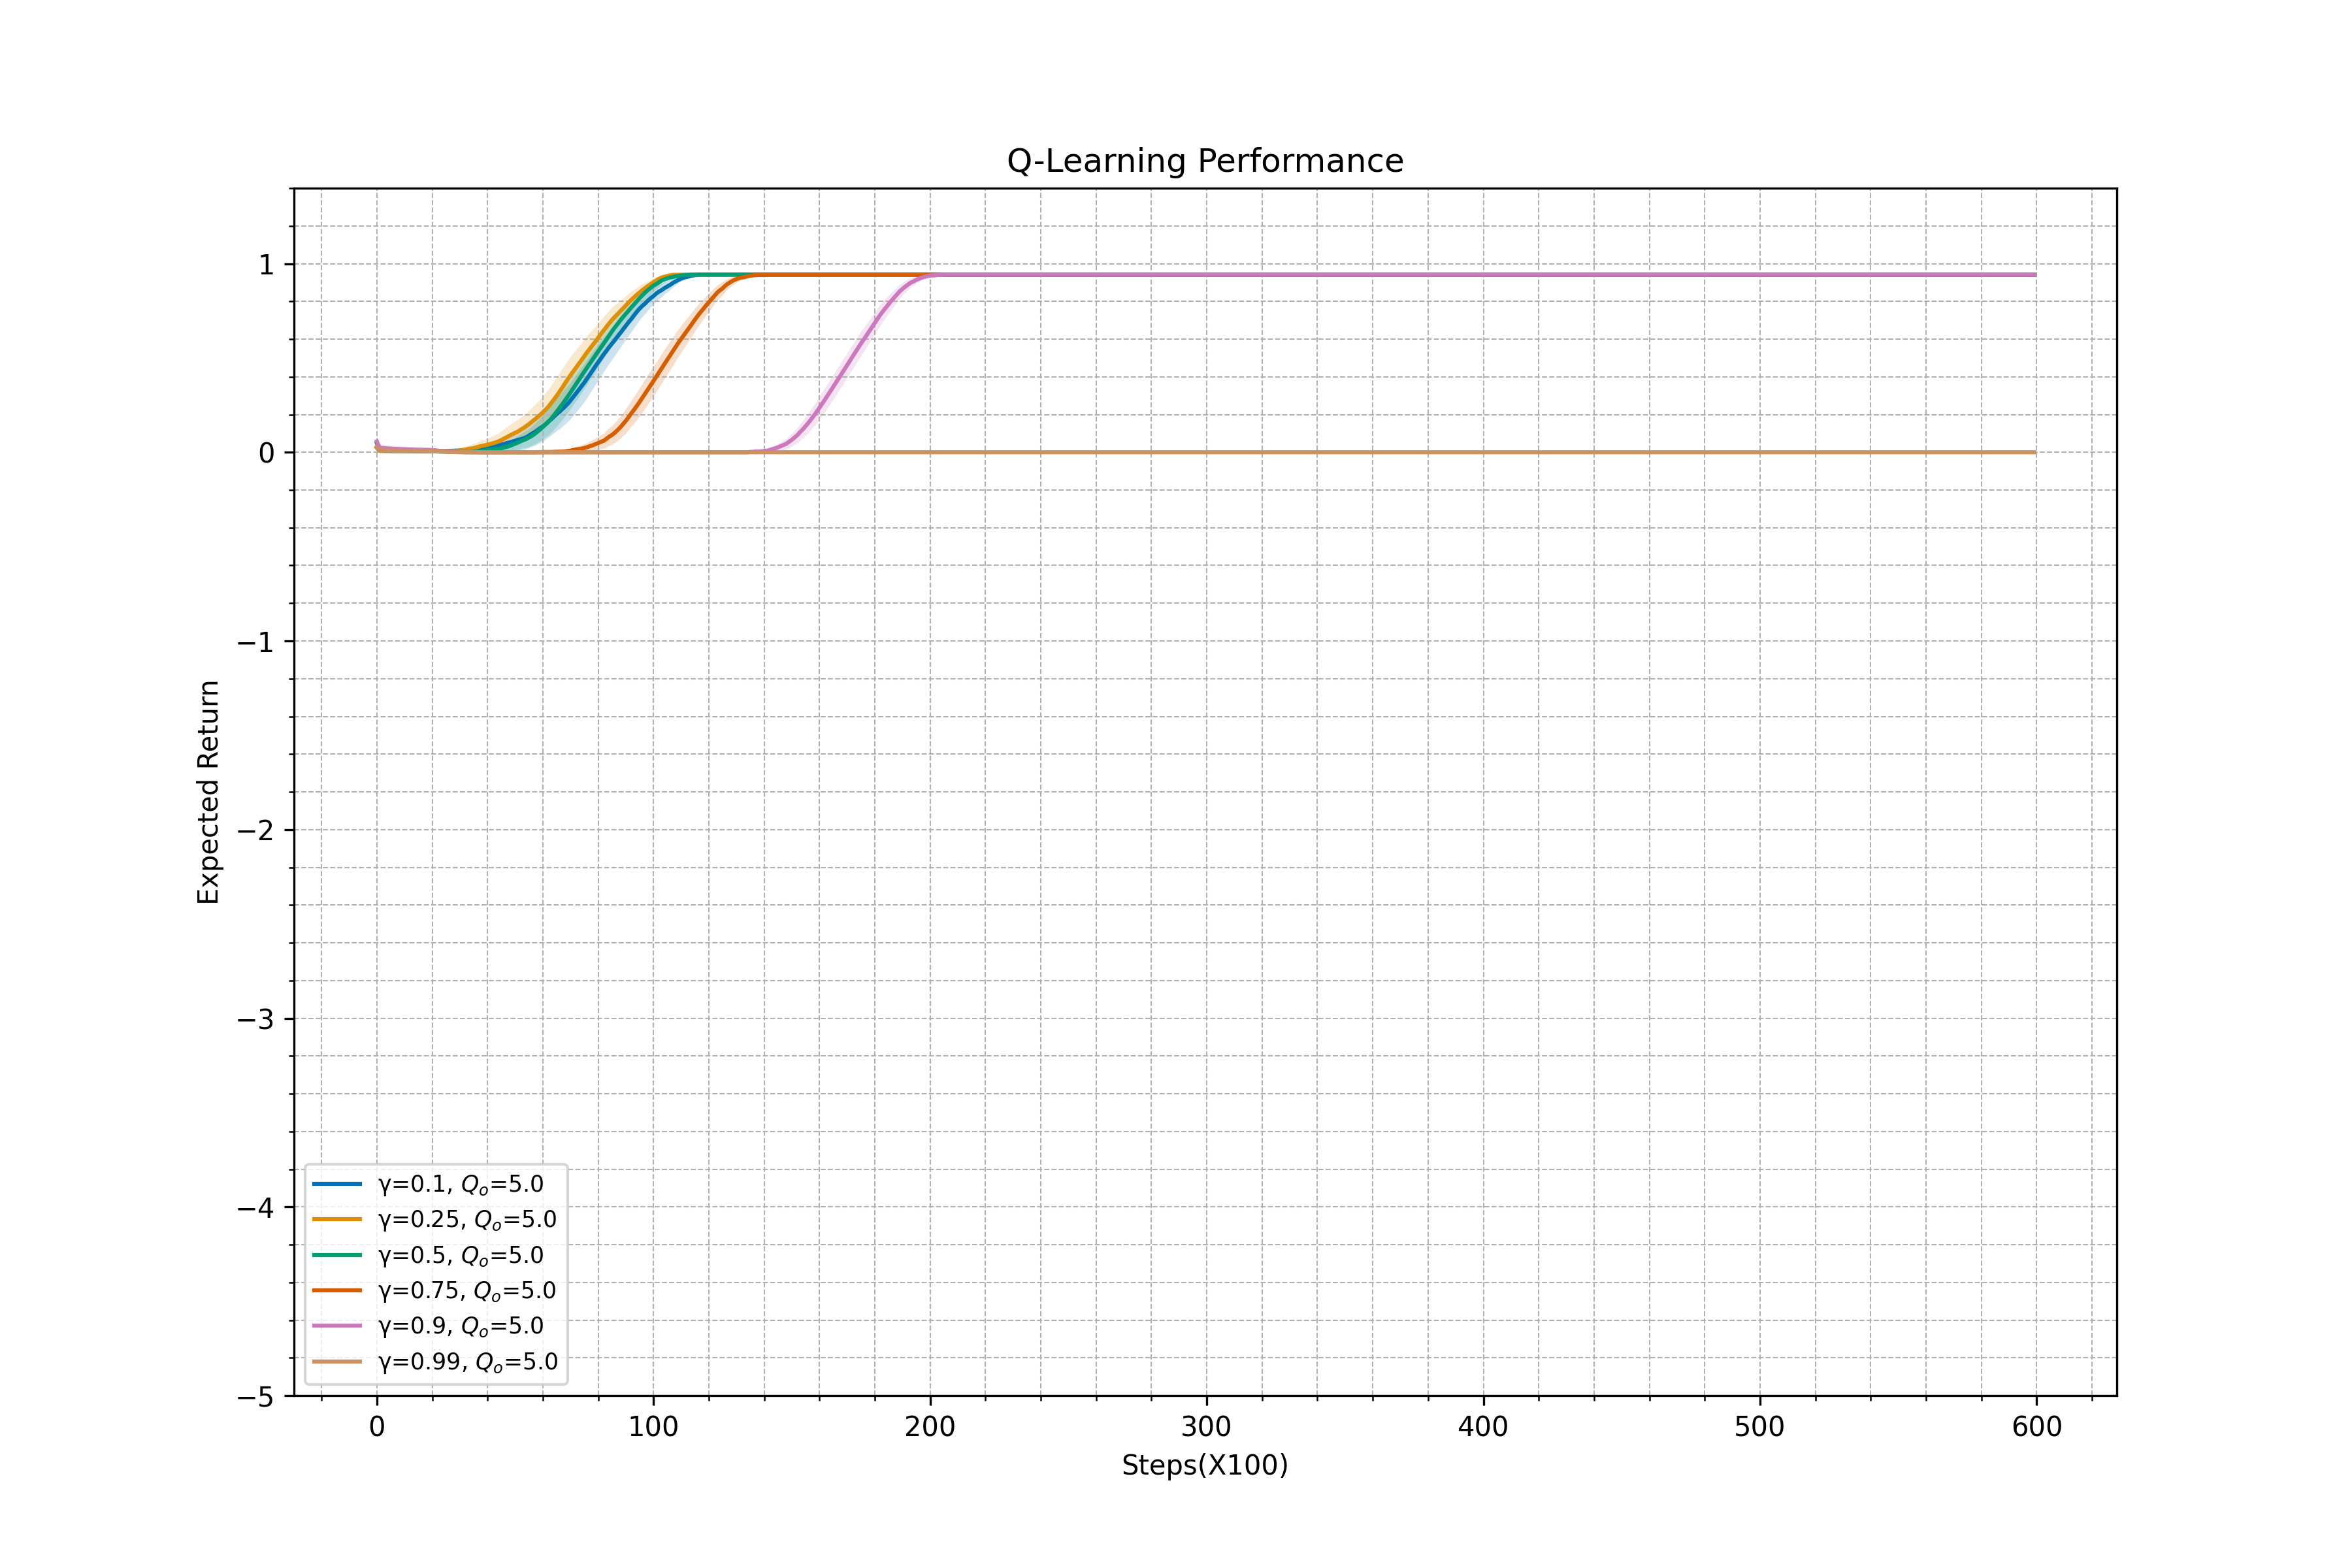 Q-Learning Performance
Expected Return
1
0
−1
−2
−3
−4
−5
γ=0.1, Qₒ=5.0
γ=0.25, Qₒ=5.0
γ=0.5, Qₒ=5.0
γ=0.75, Qₒ=5.0
γ=0.9, Qₒ=5.0
γ=0.99, Qₒ=5.0
0 100 200 300 400 500 600
Steps(X100)